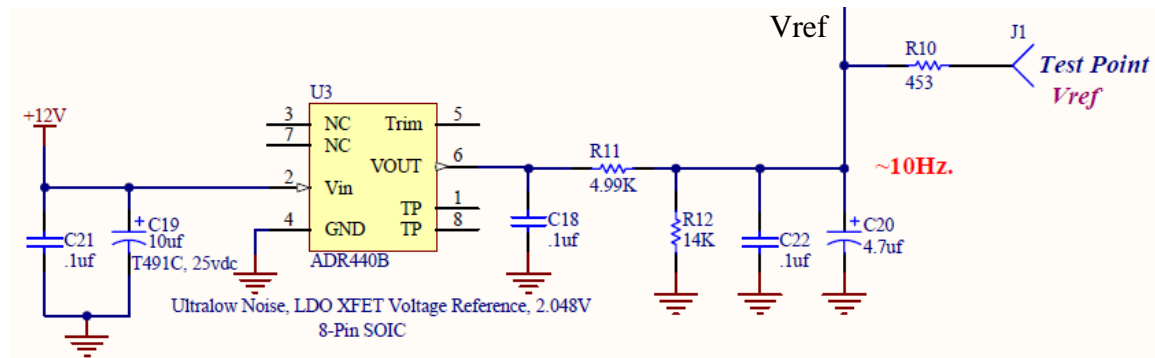 Vref
R10
453
J1
Test Point
Vref
+12V
U3
3 NC Trim 5
7 NC
VOUT 6
2 Vin
TP 1
4 GND TP 8
ADR440B
C21
.1uf
+ C19
10uf
T491C, 25vdc
C18
.1uf
R11
4.99K
~10Hz.
R12
14K
C22
.1uf
+ C20
4.7uf
Ultralow Noise, LDO XFET Voltage Reference, 2.048V
8-Pin SOIC